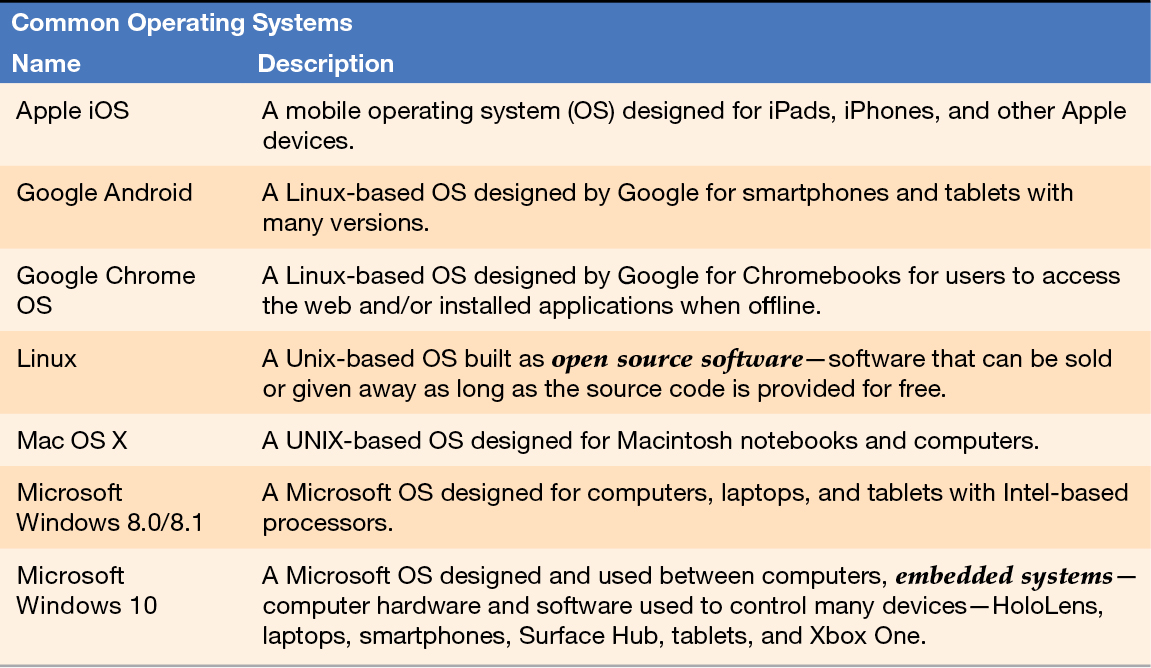 Common Operating Systems
Name Description
Apple iOS A mobile operating system (OS) designed for iPads, iPhones, and other Apple
devices.
Google Android A Linux-based OS designed by Google for smartphones and tablets with
many versions.
Google Chrome A Linux-based OS designed by Google for Chromebooks for users to access
OS the web and/or installed applications when offline.
Linux A Unix-based OS built as open source software—software that can be sold
or given away as long as the source code is provided for free.
Mac OS X A UNIX-based OS designed for Macintosh notebooks and computers.
Microsoft A Microsoft OS designed for computers, laptops, and tablets with Intel-based
Windows 8.0/8.1 processors.
Microsoft A Microsoft OS designed and used between computers, embedded systems—
Windows 10 computer hardware and software used to control many devices—HoloLens,
laptops, smartphones, Surface Hub, tablets, and Xbox One.